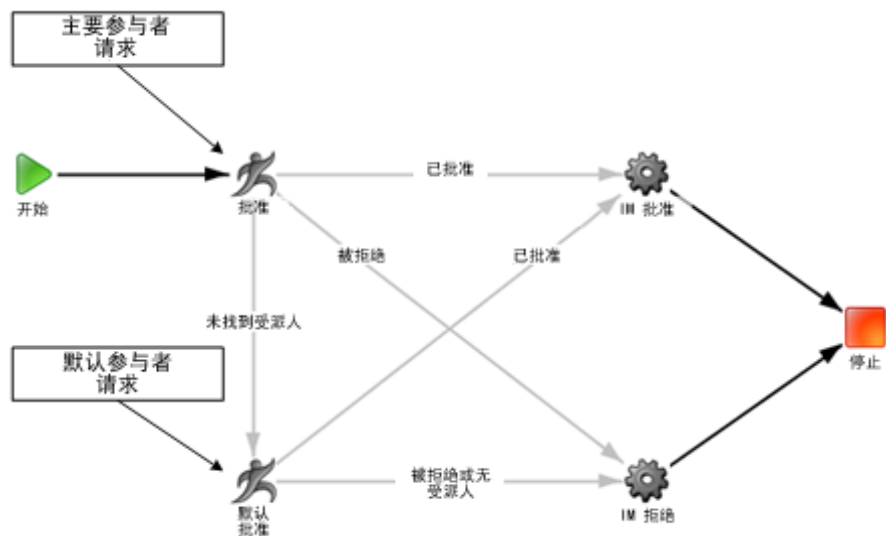 主要参与者
请求
已批准
开始
批准
IM 批准
被拒绝
已批准
未找到受派人
默认参与者
请求
停止
被拒绝或无
受派人
默认
批准
IM 拒绝